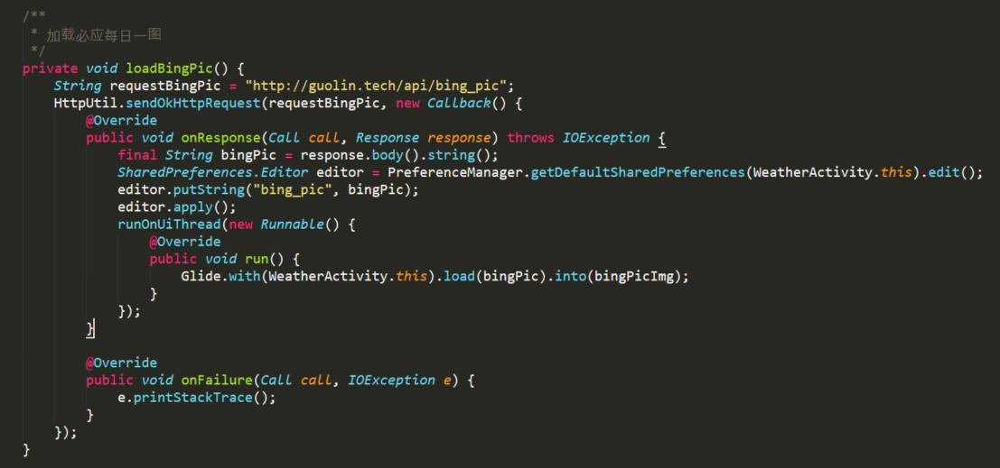 /**
 * 加载必应每日一图
 */
private void loadBingPic() {
    String requestBingPic = "http://guolin.tech/api/bing_pic";
    HttpUtil.sendOkHttpRequest(requestBingPic, new Callback() {
        @Override
        public void onResponse(Call call, Response response) throws IOException {
            final String bingPic = response.body().string();
            SharedPreferences.Editor editor = PreferenceManager.getDefaultSharedPreferences(WeatherActivity.this).edit();
            editor.putString("bing_pic", bingPic);
            editor.apply();
            runOnUiThread(new Runnable() {
                @Override
                public void run() {
                    Glide.with(WeatherActivity.this).load(bingPic).into(bingPicImg);
                }
            });
        }

        @Override
        public void onFailure(Call call, IOException e) {
            e.printStackTrace();
        }
    });
}